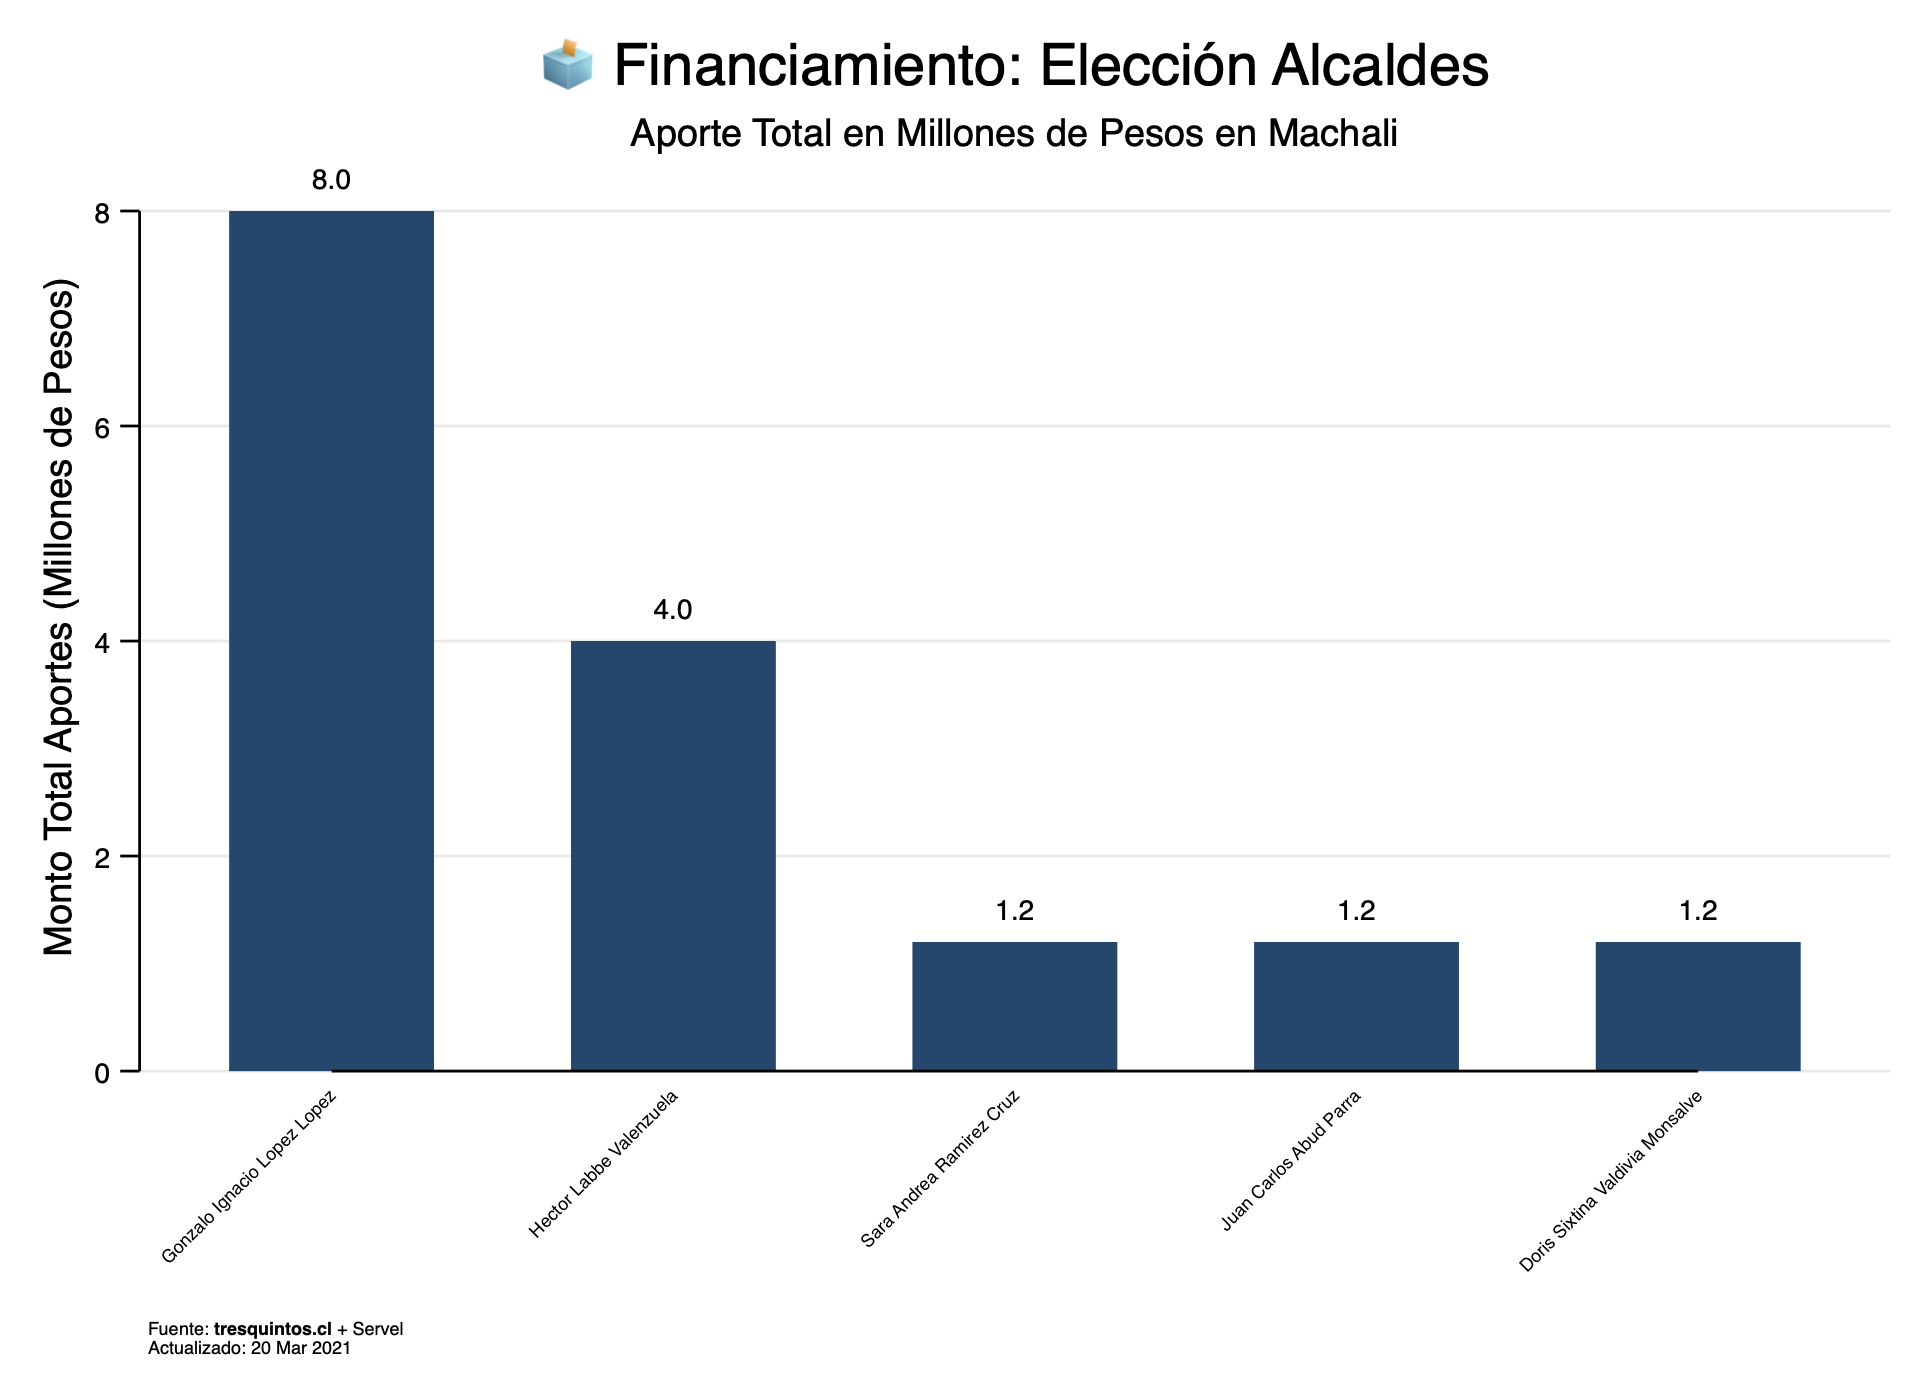 Financiamiento: Elección Alcaldes
Aporte Total en Millones de Pesos en Machali
Monto Total Aportes (Millones de Pesos)
8
6
4
2
0
8.0
4.0
1.2
1.2
1.2
Gonzalo Ignacio Lopez Lopez
Hector Labbe Valenzuela
Sara Andrea Ramirez Cruz
Juan Carlos Abud Parra
Doris Sixtina Valdivia Monsalve
Fuente: tresquintos.cl + Servel
Actualizado: 20 Mar 2021